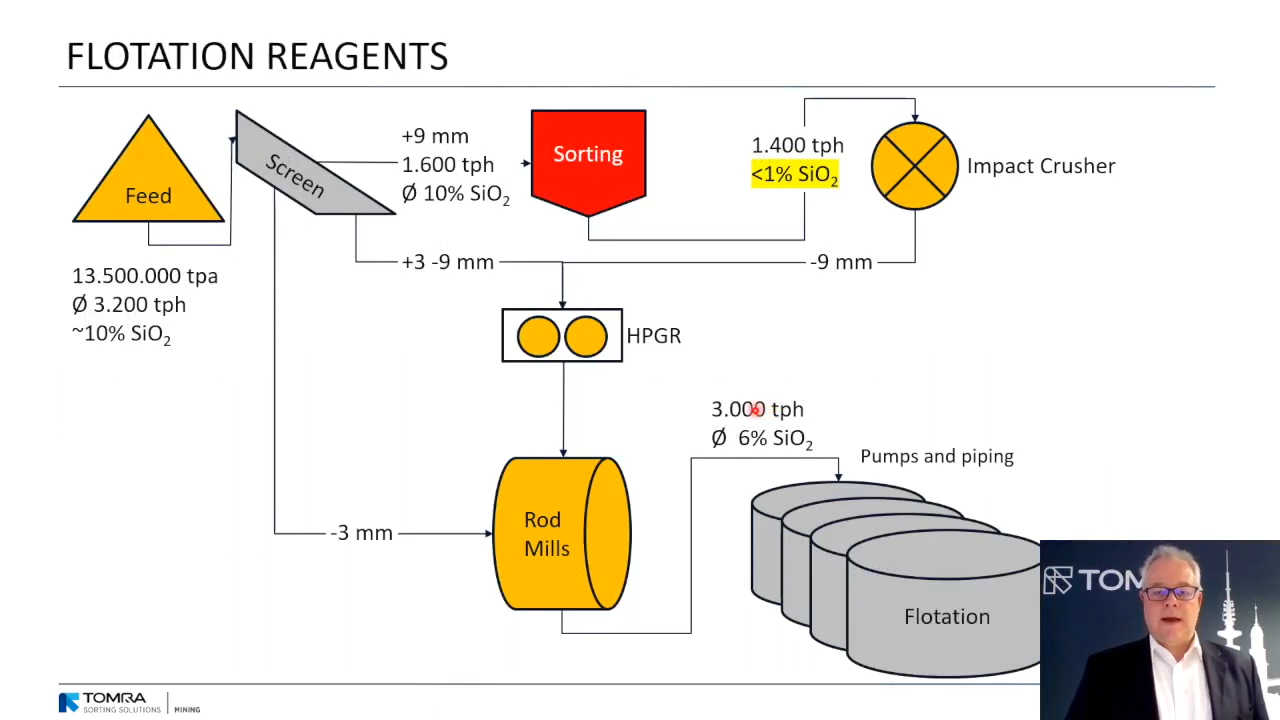 FLOTATION REAGENTS
Feed
13.500.000 tpa
Ø 3.200 tph
~10% SiO₂
Screen
+9 mm
1.600 tph
Ø 10% SiO₂
Sorting
1.400 tph
<1% SiO₂
Impact Crusher
+3 -9 mm
-9 mm
HPGR
-3 mm
Rod
Mills
3.000 tph
Ø 6% SiO₂
Pumps and piping
Flotation
TOMRA
SORTING SOLUTIONS
MINING